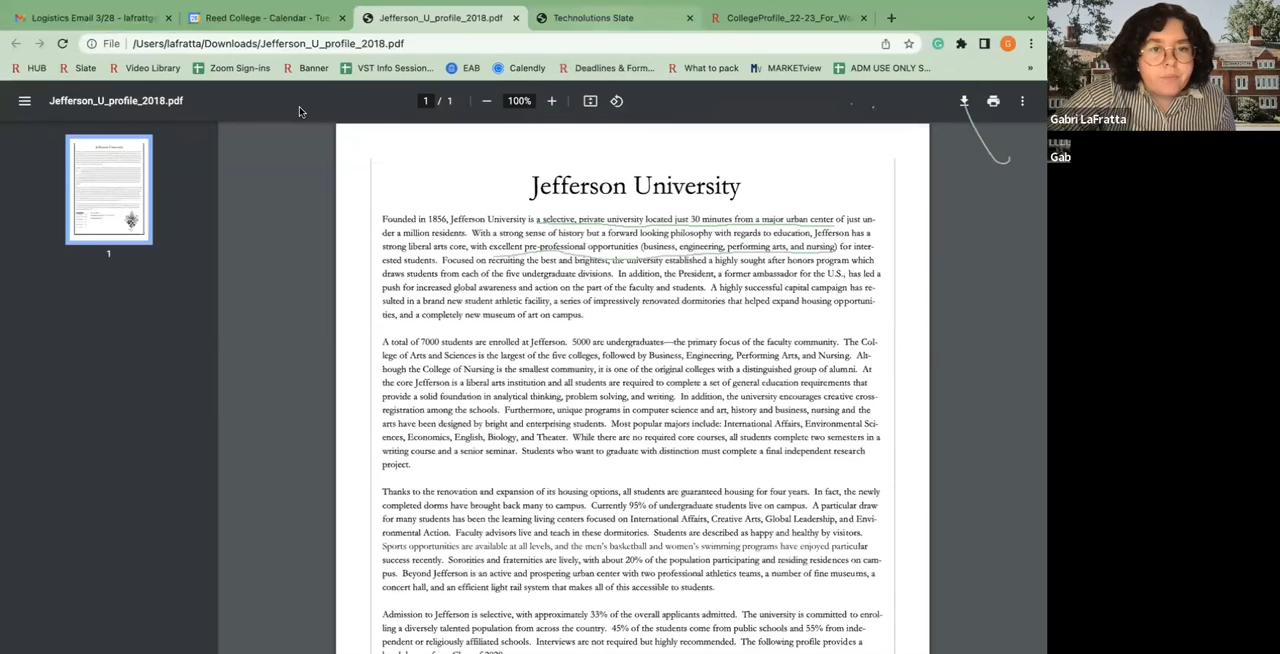 Logistics Email 3/28 - lafrattg
Reed College - Calendar - Tue
Jefferson_U_profile_2018.pdf
Technolutions Slate
CollegeProfile_22-23_For_Wo
File
/Users/lafratta/Downloads/Jefferson_U_profile_2018.pdf
G
HUB
Slate
Video Library
Zoom Sign-ins
Banner
VST Info Session...
SAB
Calendly
Deadlines & Form...
What to pack
MARKETview
ADM USE ONLY S...
»
Jefferson_U_profile_2018.pdf
1 / 1
100%
Gabri LaFratta
Gab
1
Jefferson University
Founded in 1856, Jefferson University is a selective, private university located just 30 minutes from a major urban center of just un-
der a million residents. With a strong sense of history but a forward looking philosophy with regards to education, Jefferson has a
strong liberal arts core, with excellent pre-professional opportunities (business, engineering, performing arts, and nursing) for inter-
ested students. Focused on recruiting the best and brightest, the university established a highly sought after honors program which
draws students from each of the five undergraduate divisions. In addition, the President, a former ambassador for the U.S., has led a
push for increased global awareness and action on the part of the faculty and students. A highly successful capital campaign has re-
sulted in a brand new student athletic facility, a series of impressively renovated dormitories that helped expand housing opportuni-
ties, and a completely new museum of art on campus.
A total of 7000 students are enrolled at Jefferson. 5000 are undergraduates—the primary focus of the faculty community. The Col-
lege of Arts and Sciences is the largest of the five colleges, followed by Business, Engineering, Performing Arts, and Nursing. Alt-
hough the College of Nursing is the smallest community, it is one of the original colleges with a distinguished group of alumni. At
the core Jefferson is a liberal arts institution and all students are required to complete a set of general education requirements that
provide a solid foundation in analytical thinking, problem solving, and writing. In addition, the university encourages creative cross-
registration among the schools. Furthermore, unique programs in computer science and art, history and business, nursing and the
arts have been designed by bright and enterprising students. Most popular majors include: International Affairs, Environmental Sci-
ences, Economics, English, Biology, and Theater. While there are no required core courses, all students complete two semesters in a
writing course and a senior seminar. Students who want to graduate with distinction must complete a final independent research
project.
Thanks to the renovation and expansion of its housing options, all students are guaranteed housing for four years. In fact, the newly
completed dorms have brought back many to campus. Currently 95% of undergraduate students live on campus. A particular draw
for many students has been the learning living centers focused on International Affairs, Creative Arts, Global Leadership, and Envi-
ronmental Action. Faculty advisors live and teach in these dormitories. Students are described as happy and healthy by visitors.
Sports opportunities are available at all levels, and the men's basketball and women's swimming programs have enjoyed particular
success recently. Sororities and fraternities are lively, with about 20% of the population participating and residing residences on cam-
pus. Beyond Jefferson is an active and prospering urban center with two professional athletics teams, a number of fine museums, a
concert hall, and an efficient light rail system that makes all of this accessible to students.
Admission to Jefferson is selective, with approximately 33% of the overall applicants admitted. The university is committed to enrol-
ling a diversely talented population from across the country. 45% of the students come from public schools and 55% from inde-
pendent or religiously affiliated schools. Interviews are not required but highly recommended. The following profile provides a